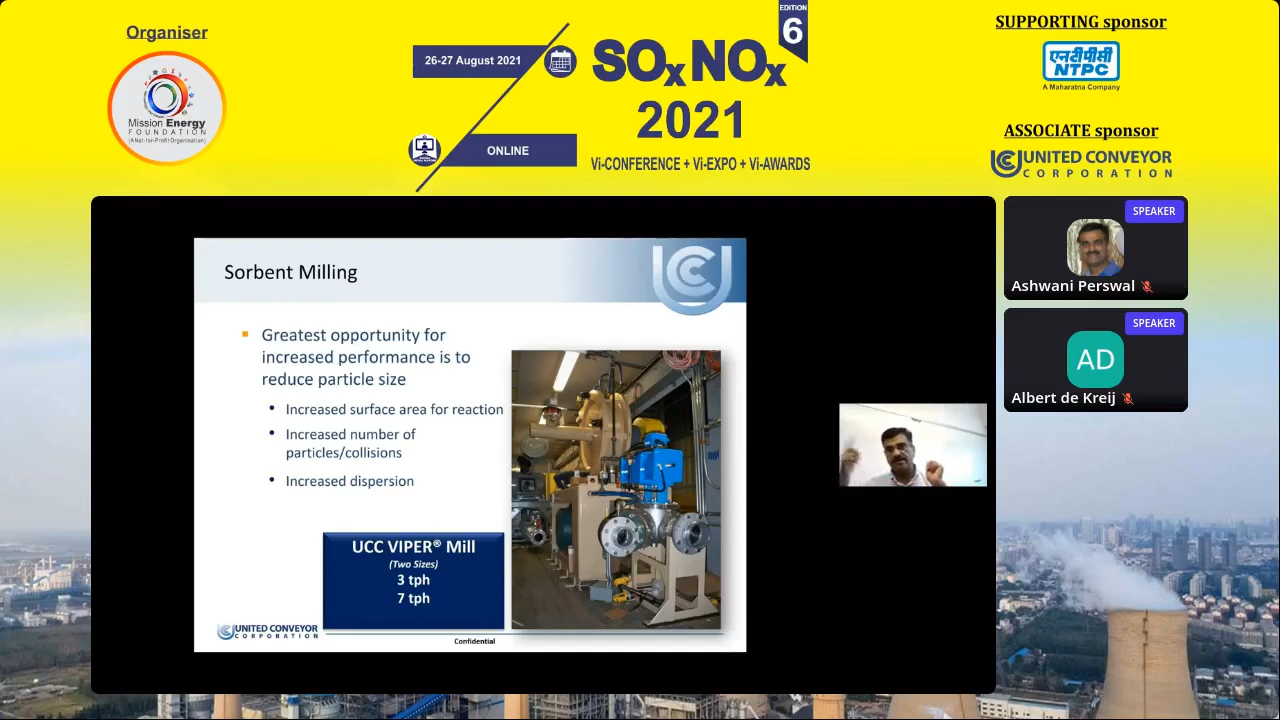 Organiser
Mission Energy
FOUNDATION
(A Net-for-Profit Organisation)
26-27 August 2021
ONLINE
EDITION
6
SOxNOx
2021
Vi-CONFERENCE + Vi-EXPO + Vi-AWARDS
SUPPORTING sponsor
एनटीपीसी
NTPC
A Maharatna Company
ASSOCIATE sponsor
UNITED CONVEYOR
CORPORATION
Sorbent Milling
Greatest opportunity for
increased performance is to
reduce particle size
• Increased surface area for reaction
• Increased number of
particles/collisions
• Increased dispersion
UCC VIPER® Mill
(Two Sizes)
3 tph
7 tph
UNITED CONVEYOR
CORPORATION
Confidential
SPEAKER
Ashwani Perswal
SPEAKER
AD
Albert de Kreij